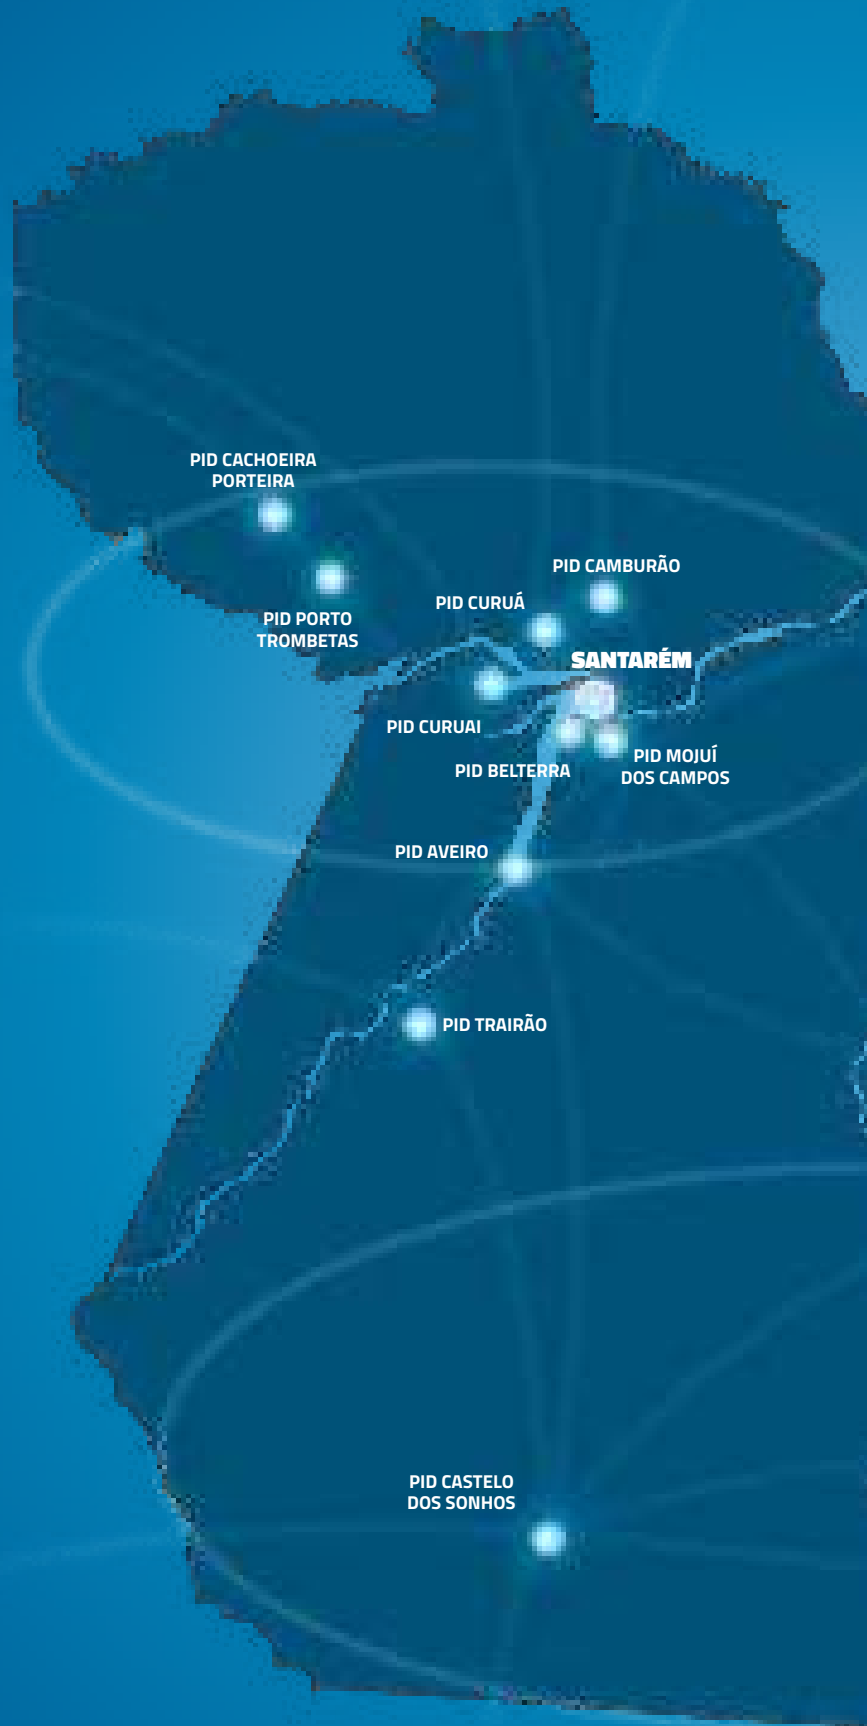 PID CACHOEIRA
PORTEIRA
PID CAMBURÃO
PID CURUÁ
PID PORTO
TROMBETAS
SANTARÉM
PID CURUAI
PID BELTERRA
PID MOJUÍ
DOS CAMPOS
PID AVEIRO
PID TRAIRÃO
PID CASTELO
DOS SONHOS